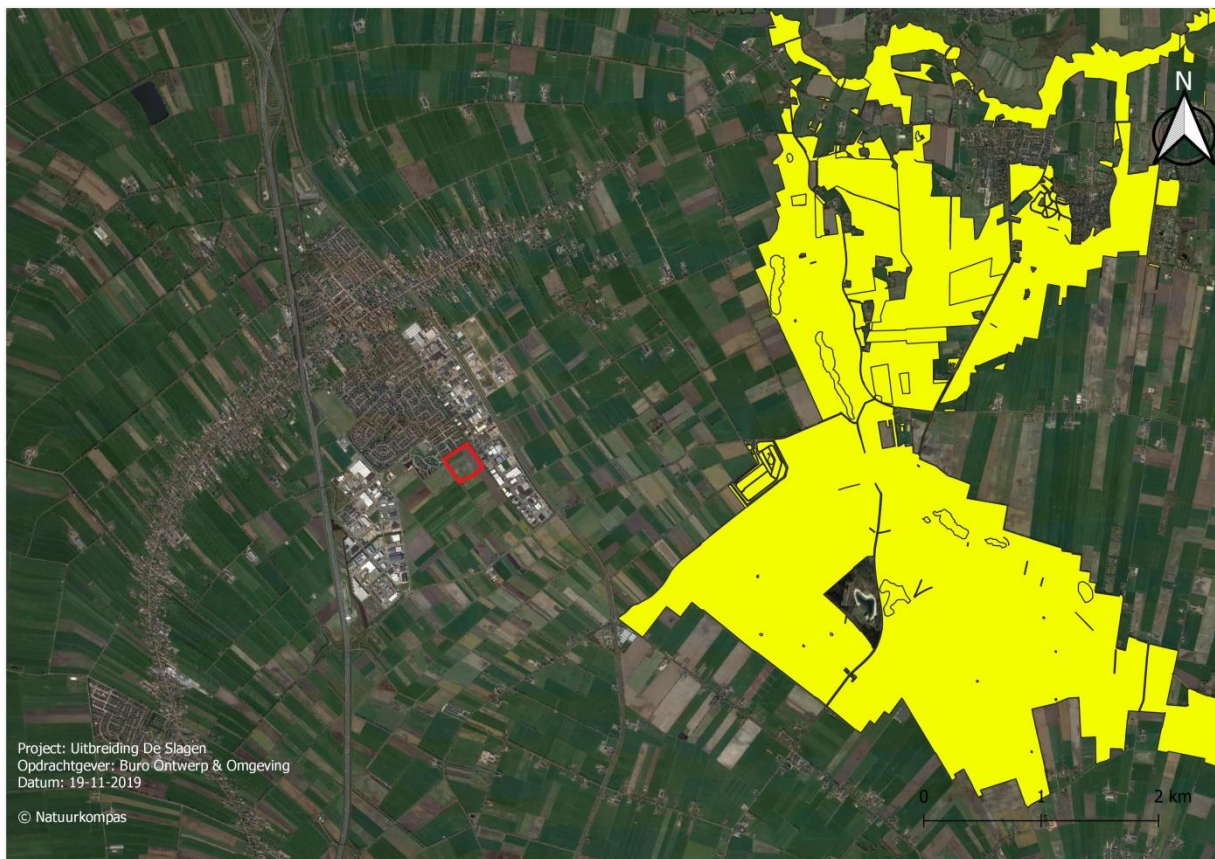 N
Project: Uitbreiding De Slagen
Opdrachtgever: Buro Ontwerp & Omgeving
Datum: 19-11-2019
© Natuurkompas
0 1 2 km